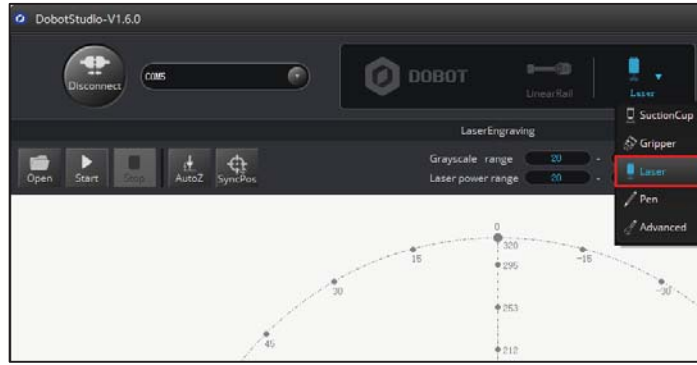 DobotStudio-V1.6.0
Disconnect
COM5
DOBOT
LinearRail
Laser
SuctionCup
Gripper
Laser
Pen
Advanced
LaserEngraving
Open
Start
Stop
AutoZ
SyncPos
Grayscale range 20 -
Laser power range 20 -
0
320
15
-15
295
30
-30
253
45
212